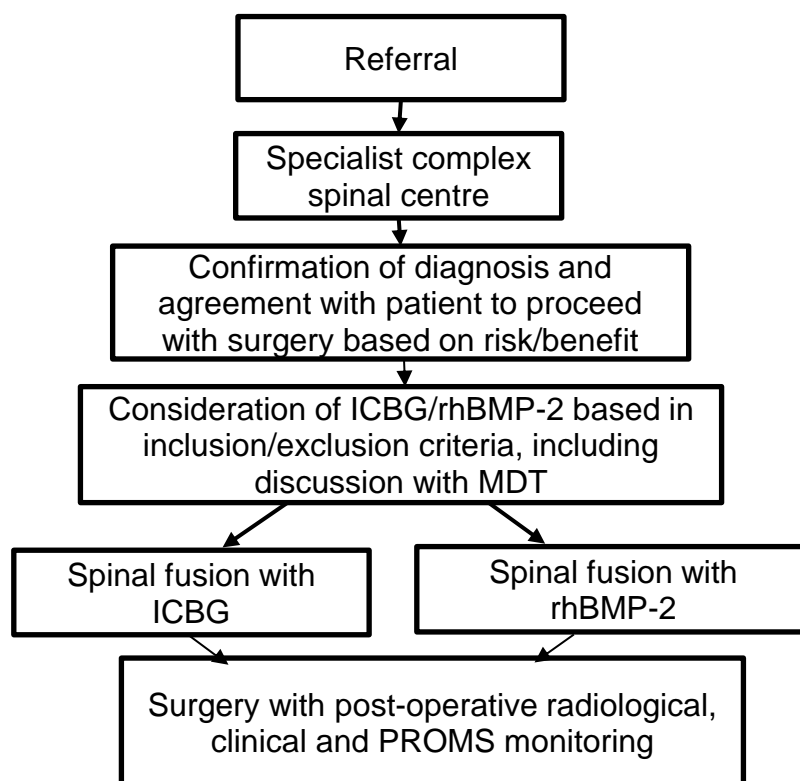 Referral
Specialist complex
spinal centre
Confirmation of diagnosis and
agreement with patient to proceed
with surgery based on risk/benefit
Consideration of ICBG/rhBMP-2 based in
inclusion/exclusion criteria, including
discussion with MDT
Spinal fusion with
ICBG
Spinal fusion with
rhBMP-2
Surgery with post-operative radiological,
clinical and PROMS monitoring